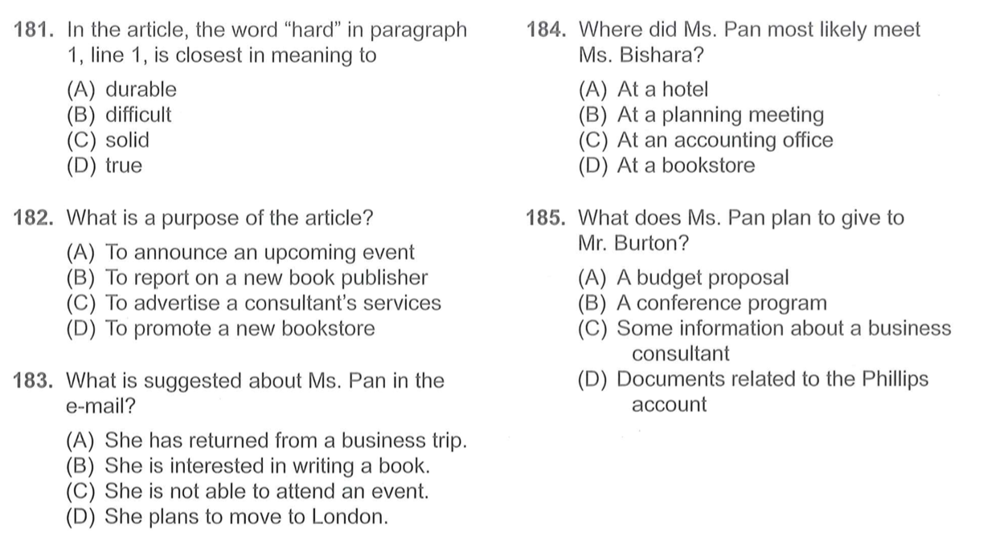 181. In the article, the word “hard” in paragraph
1, line 1, is closest in meaning to
(A) durable
(B) difficult
(C) solid
(D) true
182. What is a purpose of the article?
(A) To announce an upcoming event
(B) To report on a new book publisher
(C) To advertise a consultant’s services
(D) To promote a new bookstore
183. What is suggested about Ms. Pan in the
e-mail?
(A) She has returned from a business trip.
(B) She is interested in writing a book.
(C) She is not able to attend an event.
(D) She plans to move to London.
184. Where did Ms. Pan most likely meet
Ms. Bishara?
(A) At a hotel
(B) At a planning meeting
(C) At an accounting office
(D) At a bookstore
185. What does Ms. Pan plan to give to
Mr. Burton?
(A) A budget proposal
(B) A conference program
(C) Some information about a business
consultant
(D) Documents related to the Phillips
account